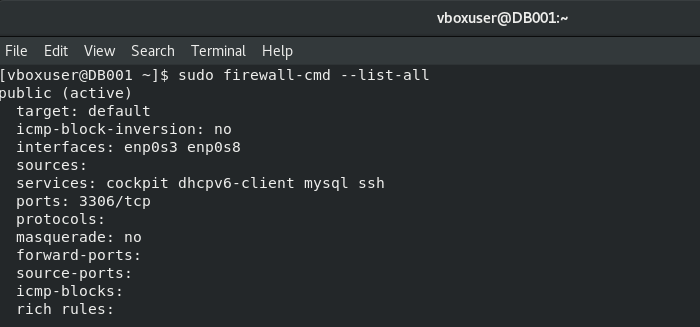 vboxuser@DB001:~
File Edit View Search Terminal Help
[vboxuser@DB001 ~]$ sudo firewall-cmd --list-all
public (active)
  target: default
  icmp-block-inversion: no
  interfaces: enp0s3 enp0s8
  sources:
  services: cockpit dhcpv6-client mysql ssh
  ports: 3306/tcp
  protocols:
  masquerade: no
  forward-ports:
  source-ports:
  icmp-blocks:
  rich rules: